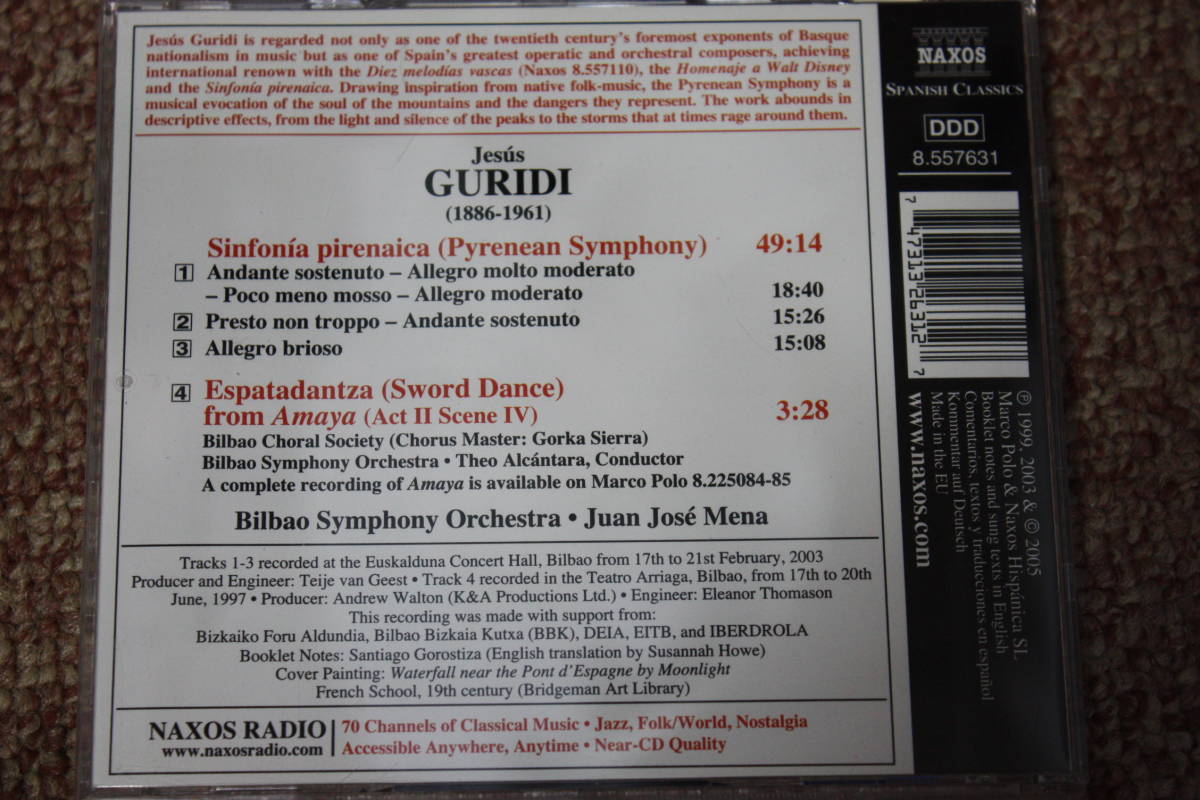 Jesús Guridi is regarded not only as one of the twentieth century's foremost exponents of Basque
nationalism in music but as one of Spain's greatest operatic and orchestral composers, achieving
international renown with the Diez melodías vascas (Naxos 8.557110), the Homenaje a Walt Disney
and the Sinfonía pirenaica. Drawing inspiration from native folk-music, the Pyrenean Symphony is a
musical evocation of the soul of the mountains and the dangers they represent. The work abounds in
descriptive effects, from the light and silence of the peaks to the storms that at times rage around them.
Jesús
GURIDI
(1886-1961)
Sinfonía pirenaica (Pyrenean Symphony) 49:14
1 Andante sostenuto – Allegro molto moderato
– Poco meno mosso – Allegro moderato 18:40
2 Presto non troppo – Andante sostenuto 15:26
3 Allegro brioso 15:08
4 Espatadantza (Sword Dance)
from Amaya (Act II Scene IV) 3:28
Bilbao Choral Society (Chorus Master: Gorka Sierra)
Bilbao Symphony Orchestra • Theo Alcántara, Conductor
A complete recording of Amaya is available on Marco Polo 8.225084-85
Bilbao Symphony Orchestra • Juan José Mena
Tracks 1-3 recorded at the Euskalduna Concert Hall, Bilbao from 17th to 21st February, 2003
Producer and Engineer: Teije van Geest • Track 4 recorded in the Teatro Arriaga, Bilbao, from 17th to 20th
June, 1997 • Producer: Andrew Walton (K&A Productions Ltd.) • Engineer: Eleanor Thomason
This recording was made with support from:
Bizkaiko Foru Aldundia, Bilbao Bizkaia Kutxa (BBK), DEIA, EITB, and IBERDROLA
Booklet Notes: Santiago Gorostiza (English translation by Susannah Howe)
Cover Painting: Waterfall near the Pont d'Espagne by Moonlight
French School, 19th century (Bridgeman Art Library)
NAXOS RADIO
www.naxosradio.com
70 Channels of Classical Music • Jazz, Folk/World, Nostalgia
Accessible Anywhere, Anytime • Near-CD Quality
NAXOS
SPANISH CLASSICS
DDD
8.557631
7 47313 26312 7
℗ 1999, 2003 & © 2005
Marco Polo & Naxos Hispánica SL
Booklet notes and sung texts in English
Comentarios, textos y traducciones en español
Kommentar auf Deutsch
Made in the EU
www.naxos.com